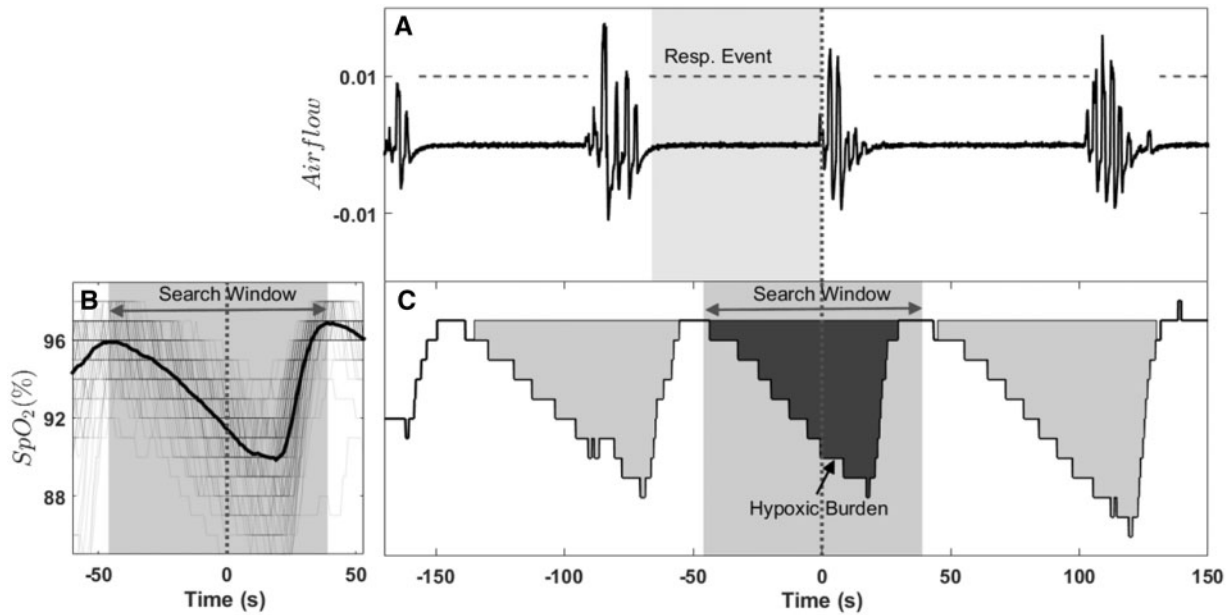 A
Resp. Event
0.01
-0.01
Airflow
B
Search Window
96
92
88
SpO₂(%)
-50
0
50
Time (s)
C
Search Window
Hypoxic Burden
-150
-100
-50
0
50
100
150
Time (s)